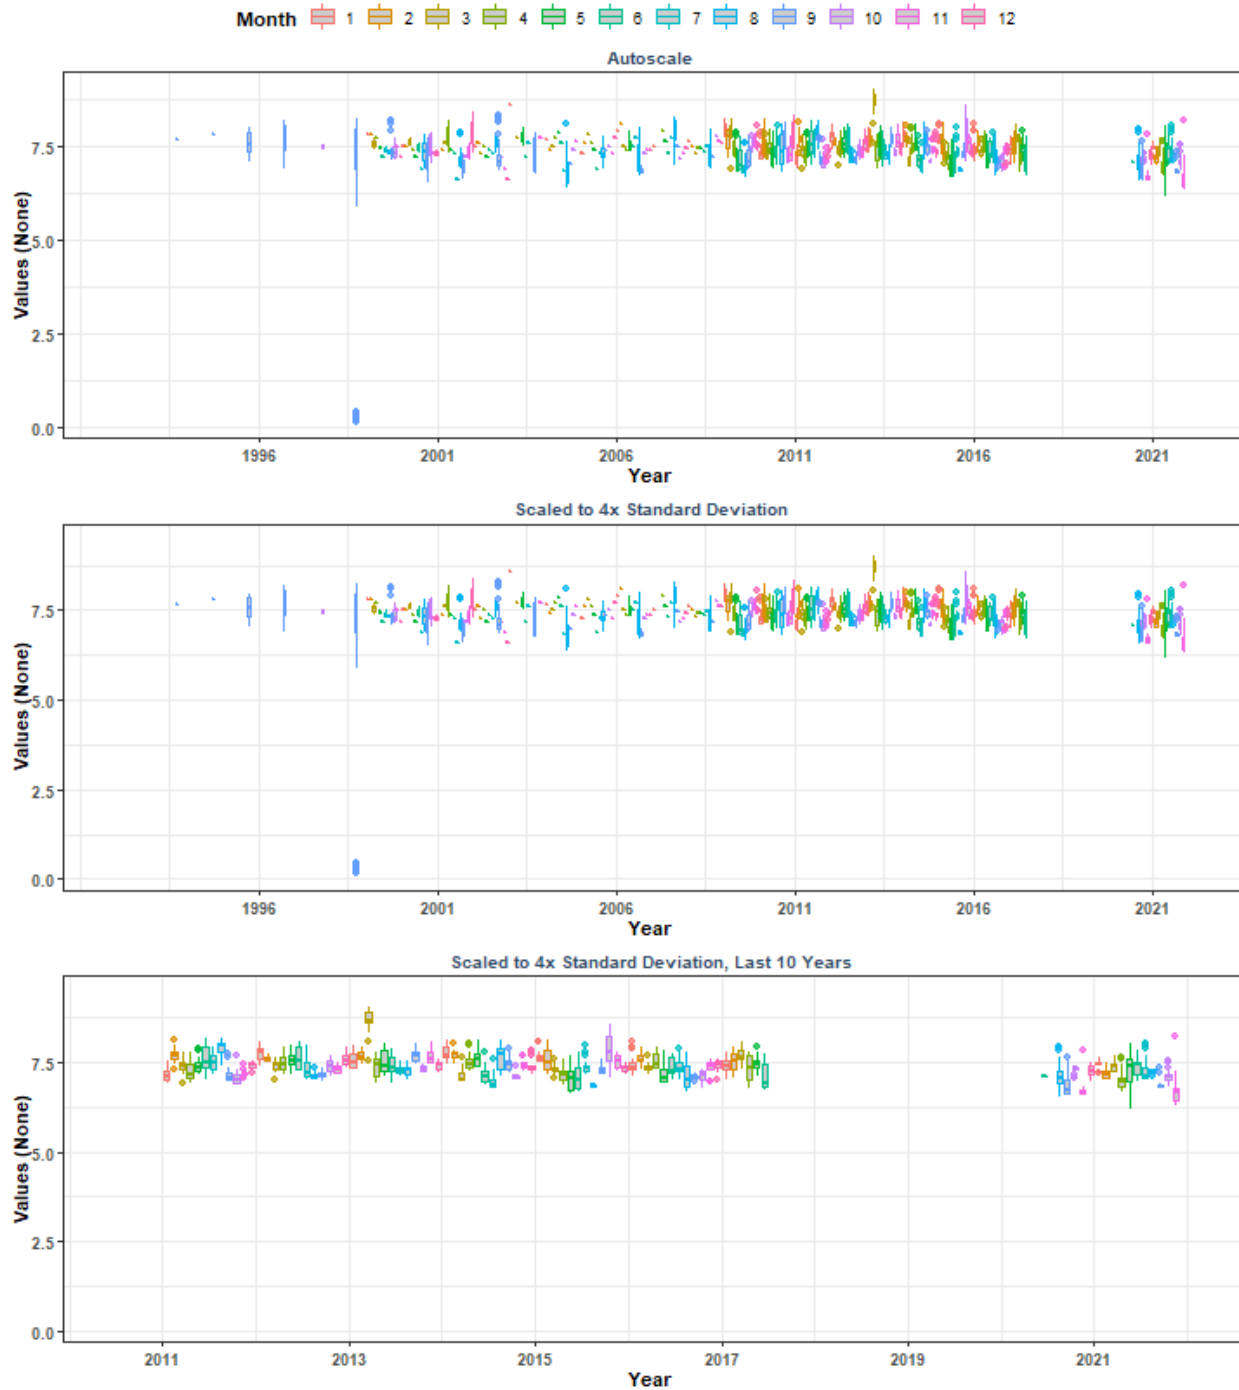 Month 1 2 3 4 5 6 7 8 9 10 11 12
Autoscale
Values (None)
7.5
5.0
2.5
0.0
1996 2001 2006 2011 2016 2021
Year
Scaled to 4x Standard Deviation
Values (None)
7.5
5.0
2.5
0.0
1996 2001 2006 2011 2016 2021
Year
Scaled to 4x Standard Deviation, Last 10 Years
Values (None)
7.5
5.0
2.5
0.0
2011 2013 2015 2017 2019 2021
Year